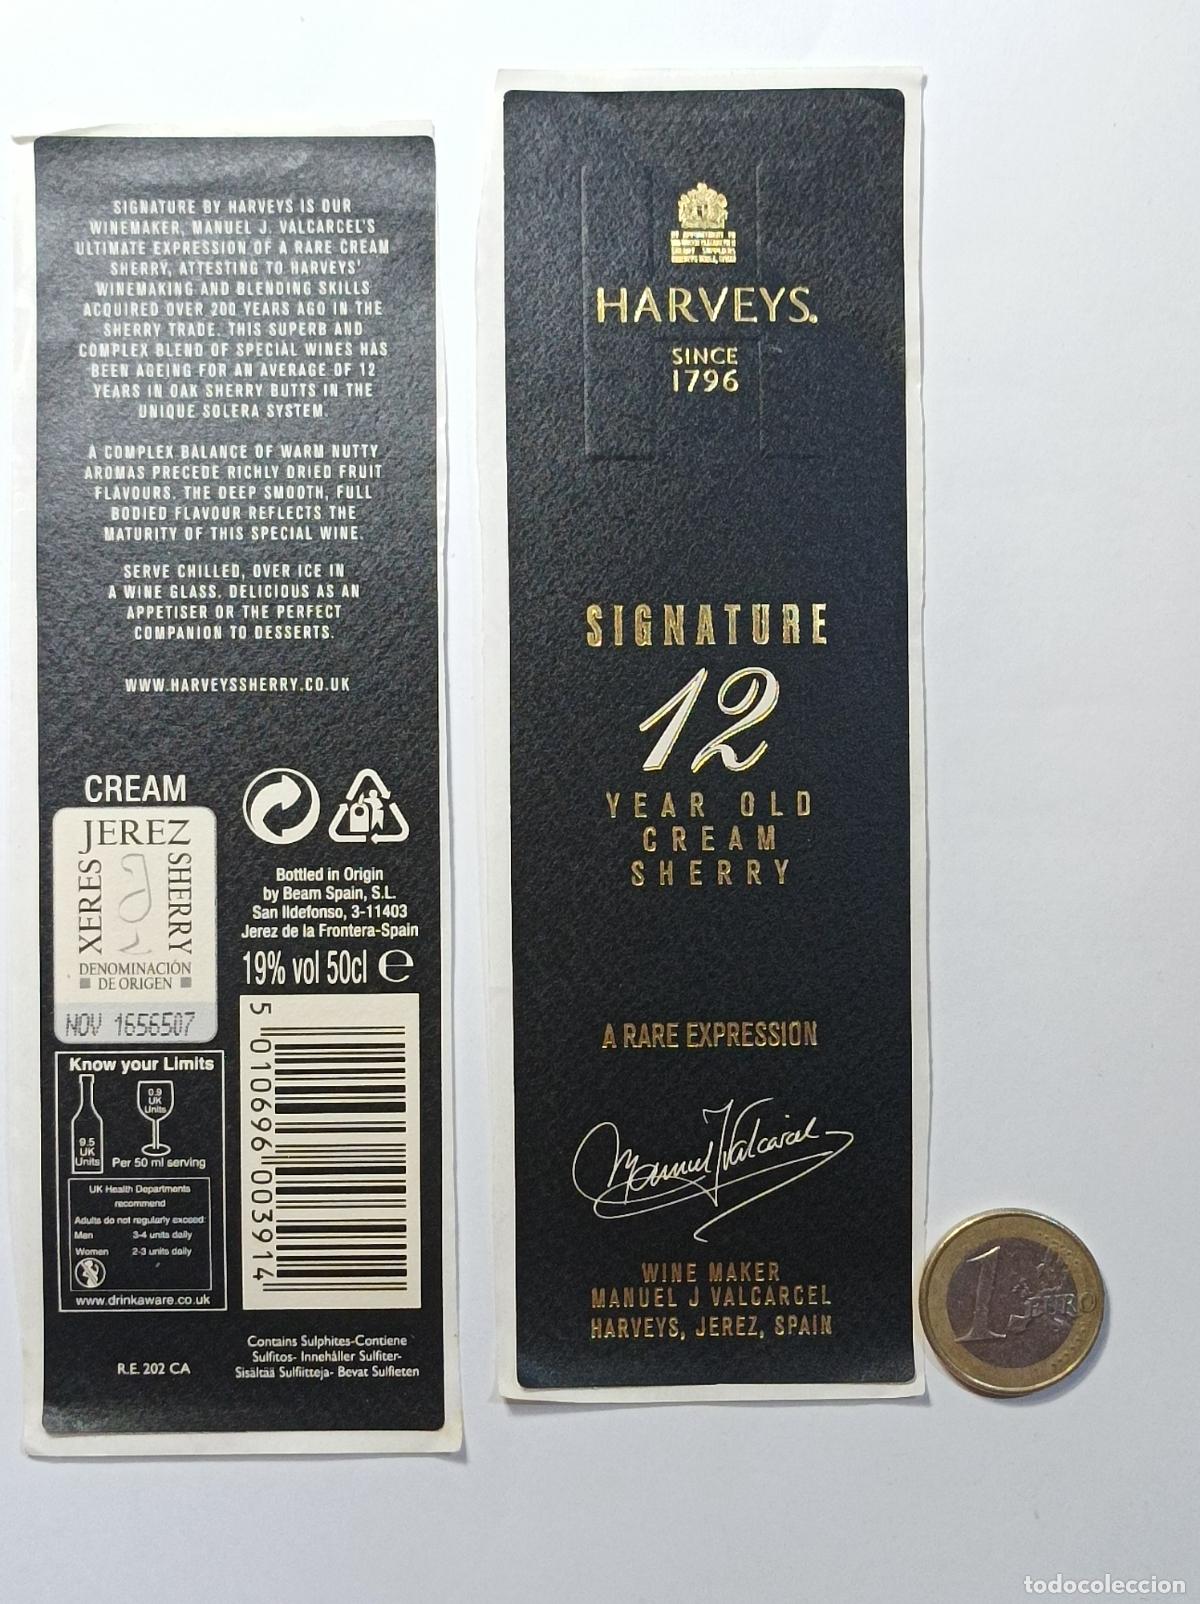 SIGNATURE BY HARVEYS IS OUR
WINEMAKER, MANUEL J. VALCARCEL'S
ULTIMATE EXPRESSION OF A RARE CREAM
SHERRY, ATTESTING TO HARVEYS'
WINEMAKING AND BLENDING SKILLS
ACQUIRED OVER 200 YEARS AGO IN THE
SHERRY TRADE. THIS SUPERB AND
COMPLEX BLEND OF SPECIAL WINES HAS
BEEN AGEING FOR AN AVERAGE OF 12
YEARS IN OAK SHERRY BUTTS IN THE
UNIQUE SOLERA SYSTEM.
A COMPLEX BALANCE OF WARM NUTTY
AROMAS PRECEDE RICHLY DRIED FRUIT
FLAVOURS. THE DEEP SMOOTH, FULL
BODIED FLAVOUR REFLECTS THE
MATURITY OF THIS SPECIAL WINE.
SERVE CHILLED, OVER ICE IN
A WINE GLASS. DELICIOUS AS AN
APPETISER OR THE PERFECT
COMPANION TO DESSERTS.
WWW.HARVEYSSHERRY.CO.UK
CREAM
JEREZ
XERES
SHERRY
DENOMINACIÓN
DE ORIGEN
NOV 1656507
Bottled in Origin
by Beam Spain, S.L.
San Ildefonso, 3-11403
Jerez de la Frontera-Spain
19% vol 50cl e
5 010696 003914
Know your Limits
0.9
UK
Units
9.5
UK
Units
Per 50 ml serving
UK Health Departments
recommend
Adults do not regularly exceed:
Men 3-4 units daily
Women 2-3 units daily
www.drinkaware.co.uk
R.E. 202 CA
Contains Sulphites-Contiene
Sulfitos- Innehåller Sulfiter-
Sisältää Sulfiitteja- Bevat Sulfieten
HARVEYS.
SINCE
1796
SIGNATURE
12
YEAR OLD
CREAM
SHERRY
A RARE EXPRESSION
Manuel J Valcarcel
WINE MAKER
MANUEL J VALCARCEL
HARVEYS, JEREZ, SPAIN
1 EURO
todocoleccion